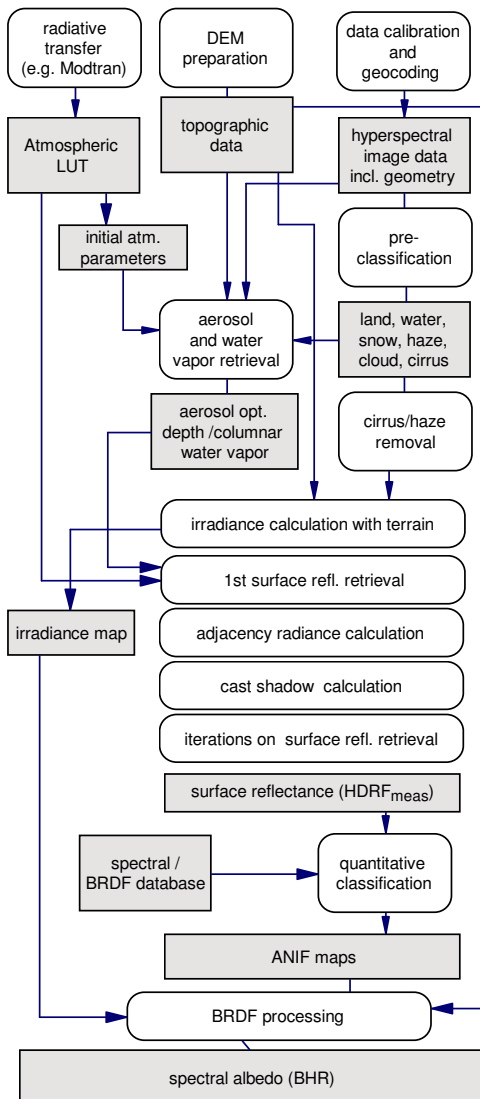 radiative
transfer
(e.g. Modtran)
DEM
preparation
data calibration
and
geocoding
Atmospheric
LUT
topographic
data
hyperspectral
image data
incl. geometry
initial atm.
parameters
pre-
classification
aerosol
and water
vapor retrieval
land, water,
snow, haze,
cloud, cirrus
aerosol opt.
depth /columnar
water vapor
cirrus/haze
removal
irradiance calculation with terrain
1st surface refl. retrieval
irradiance map
adjacency radiance calculation
cast shadow calculation
iterations on surface refl. retrieval
surface reflectance (HDRFmeas)
spectral /
BRDF database
quantitative
classification
ANIF maps
BRDF processing
spectral albedo (BHR)